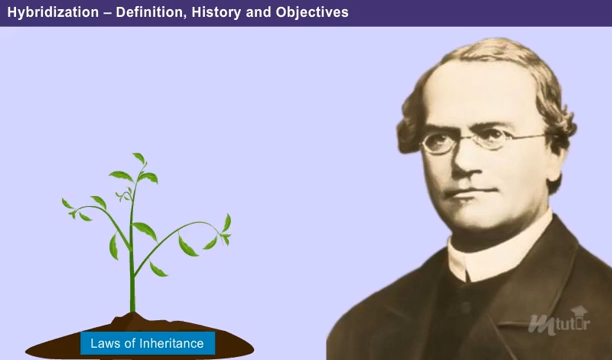 Hybridization – Definition, History and Objectives
Laws of Inheritance
Mtutor